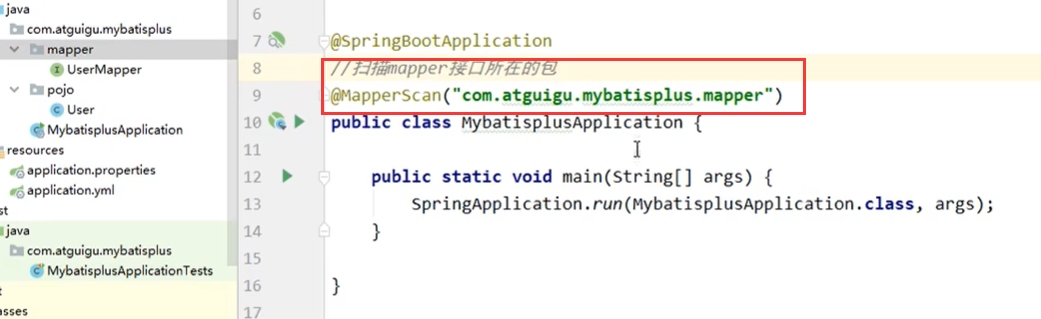 java
com.atguigu.mybatisplus
mapper
UserMapper
pojo
User
MybatisplusApplication
resources
application.properties
application.yml
st
java
com.atguigu.mybatisplus
MybatisplusApplicationTests
t
asses
6
7 @SpringBootApplication
8 //扫描mapper接口所在的包
9 @MapperScan("com.atguigu.mybatisplus.mapper")
10 public class MybatisplusApplication {
11
12 public static void main(String[] args) {
13 SpringApplication.run(MybatisplusApplication.class, args);
14 }
15
16 }
17